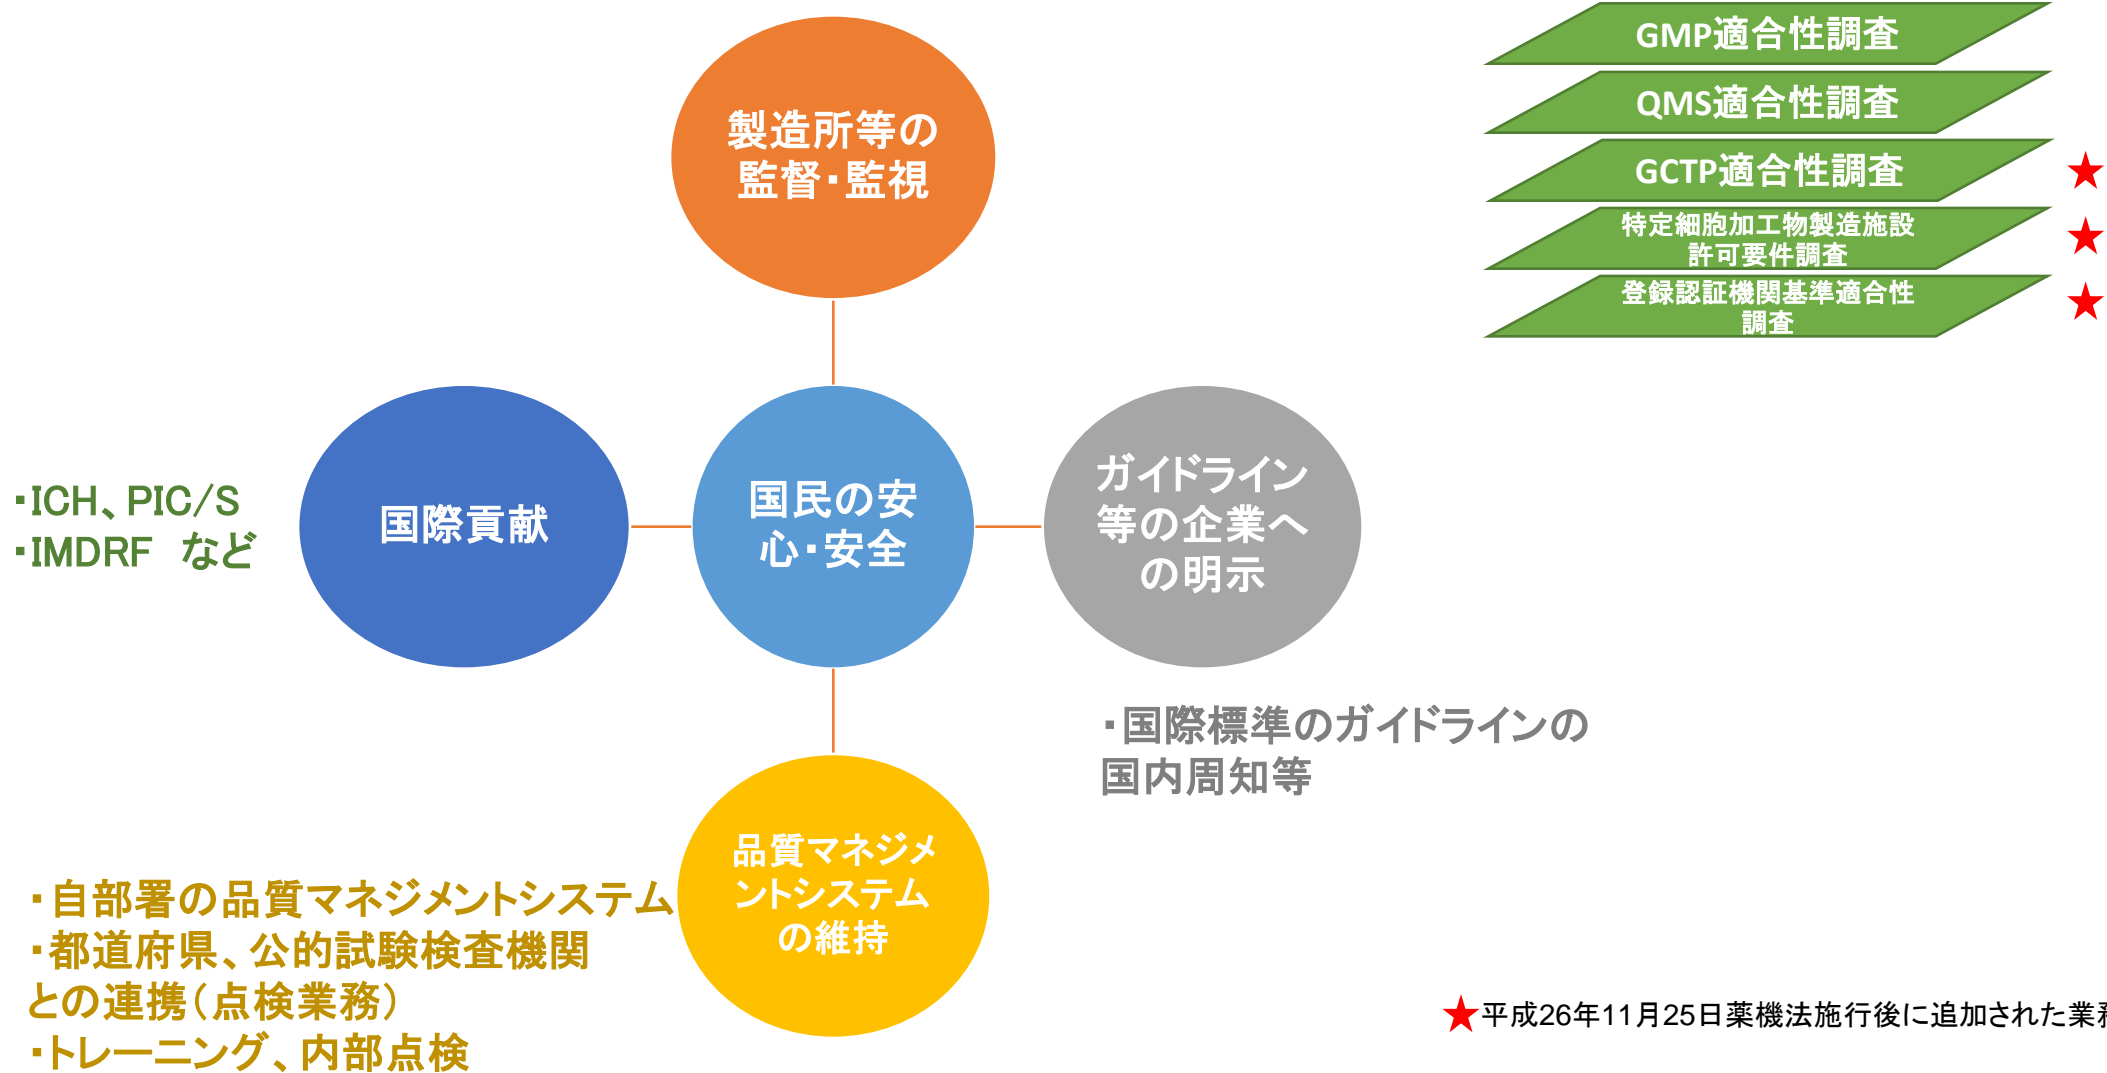 製造所等の
監督・監視
GMP適合性調査
QMS適合性調査
GCTP適合性調査
★
特定細胞加工物製造施設
許可要件調査
★
登録認証機関基準適合性
調査
★
・ICH、PIC/S
・IMDRF　など
国際貢献
国民の安
心・安全
ガイドライン
等の企業へ
の明示
・国際標準のガイドラインの
国内周知等
品質マネジメ
ントシステム
の維持
・自部署の品質マネジメントシステム
・都道府県、公的試験検査機関
との連携（点検業務）
・トレーニング、内部点検
★平成26年11月25日薬機法施行後に追加された業